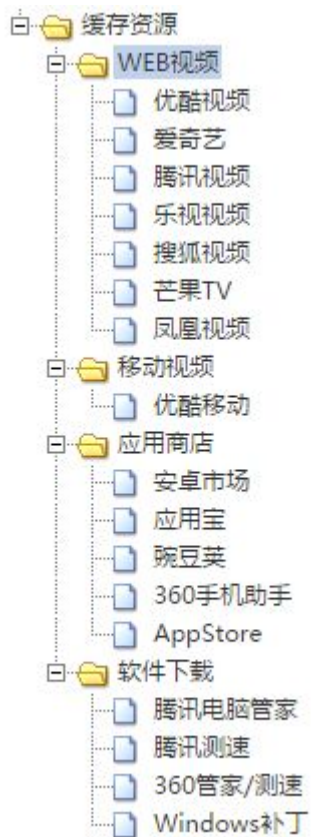 缓存资源
WEB视频
优酷视频
爱奇艺
腾讯视频
乐视视频
搜狐视频
芒果TV
凤凰视频
移动视频
优酷移动
应用商店
安卓市场
应用宝
豌豆荚
360手机助手
AppStore
软件下载
腾讯电脑管家
腾讯测速
360管家/测速
Windows补丁